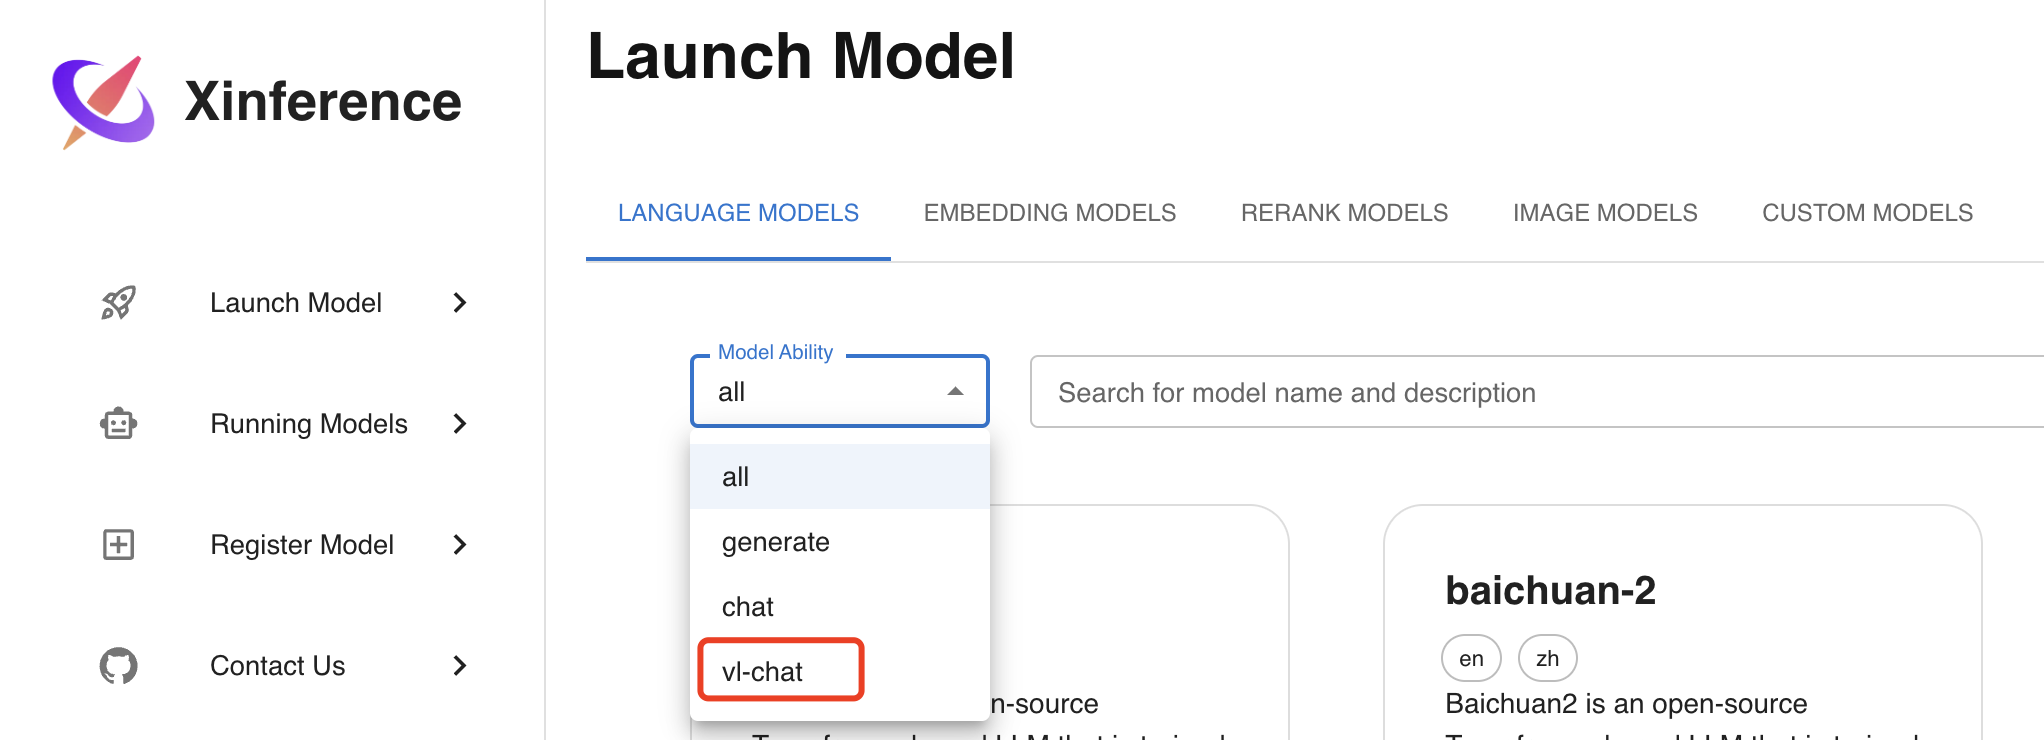 Xinference
Launch Model
Running Models
Register Model
Contact Us
Launch Model
LANGUAGE MODELS
EMBEDDING MODELS
RERANK MODELS
IMAGE MODELS
CUSTOM MODELS
Model Ability
all
Search for model name and description
all
generate
chat
vl-chat
n-source
baichuan-2
en
zh
Baichuan2 is an open-source